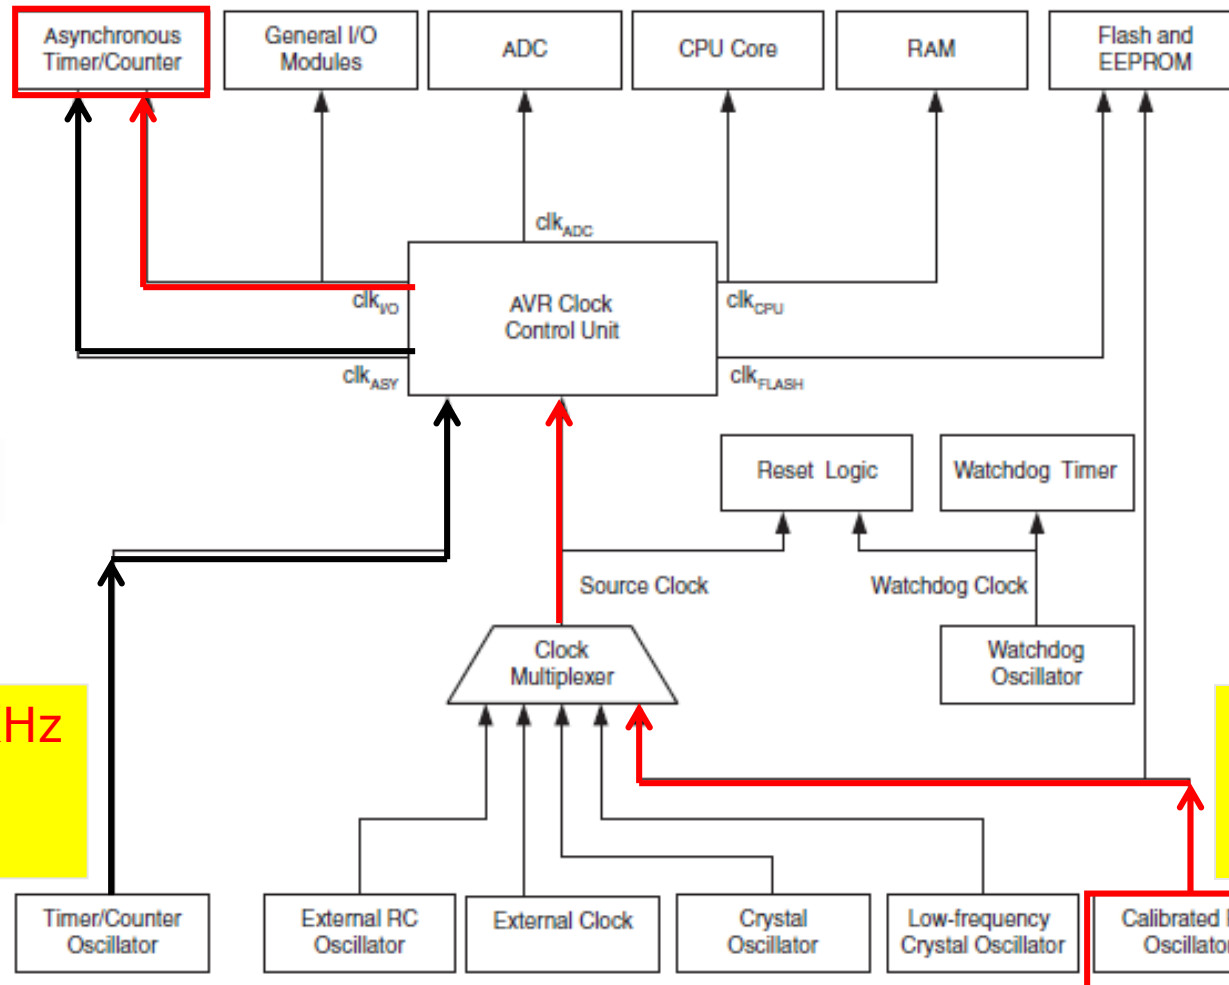 Asynchronous
Timer/Counter
General I/O
Modules
ADC
CPU Core
RAM
Flash and
EEPROM
clkADC
clkI/O
AVR Clock
Control Unit
clkCPU
clkASY
clkFLASH
Reset Logic
Watchdog Timer
Source Clock
Watchdog Clock
Clock
Multiplexer
Watchdog
Oscillator
Hz
Timer/Counter
Oscillator
External RC
Oscillator
External Clock
Crystal
Oscillator
Low-frequency
Crystal Oscillator
Calibrated
Oscillator